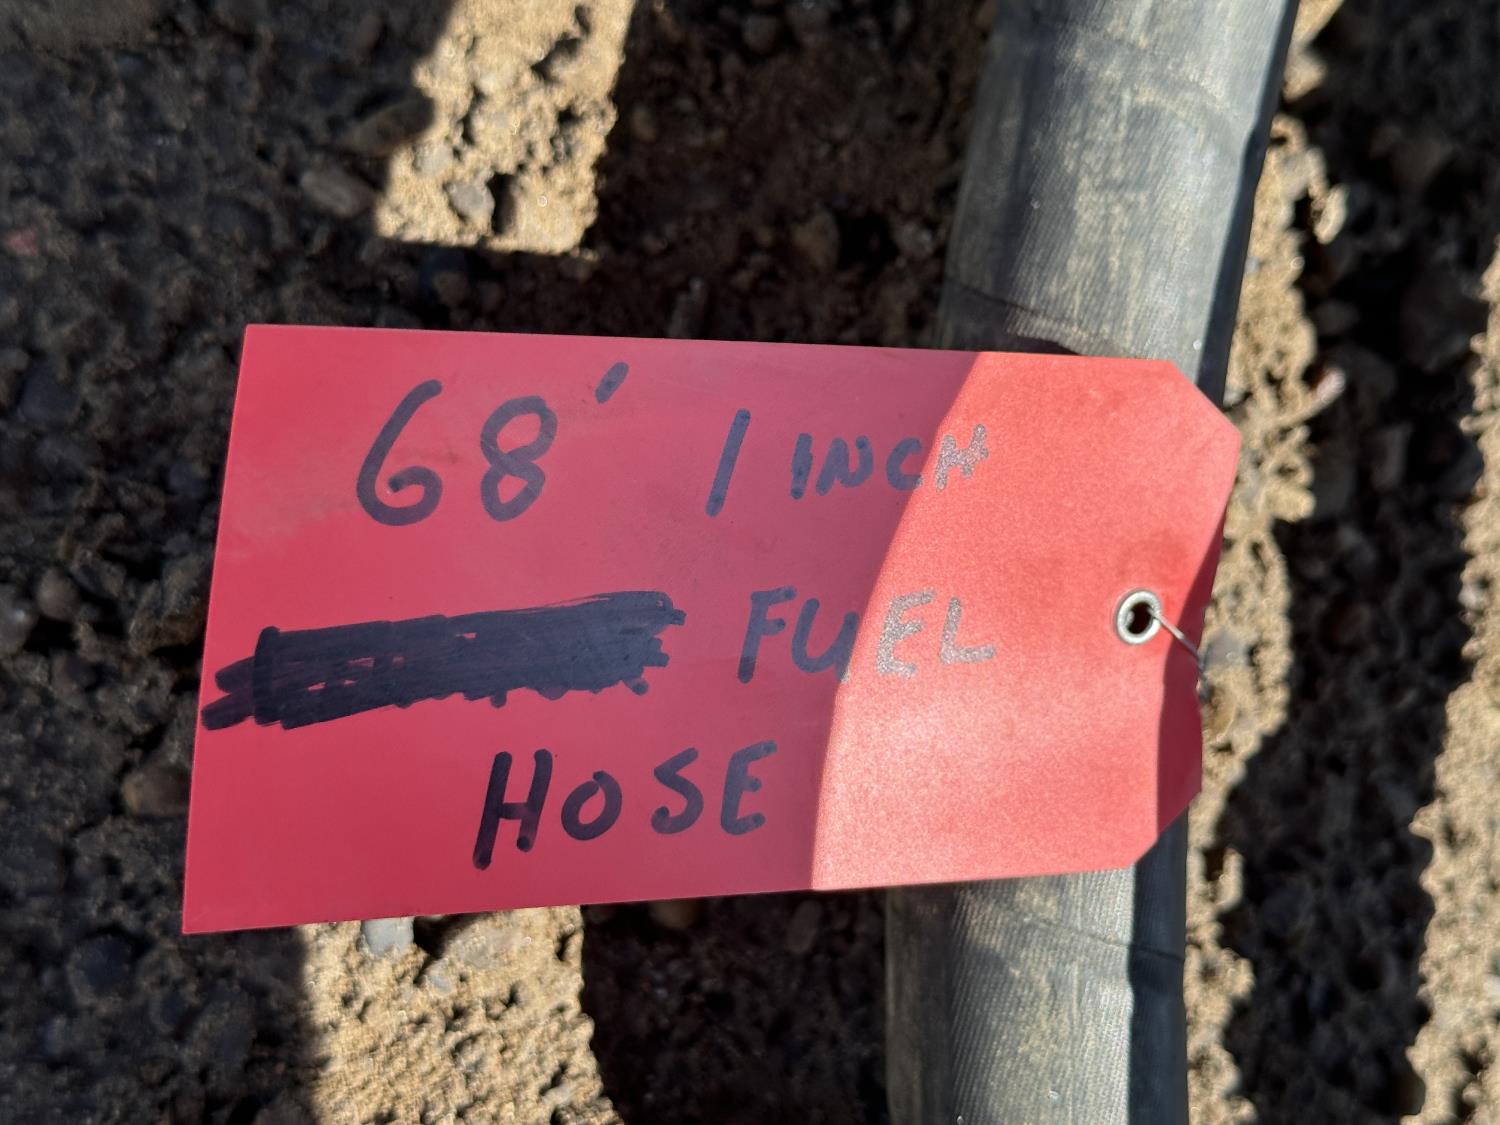 68' 1 INCH
FUEL
HOSE